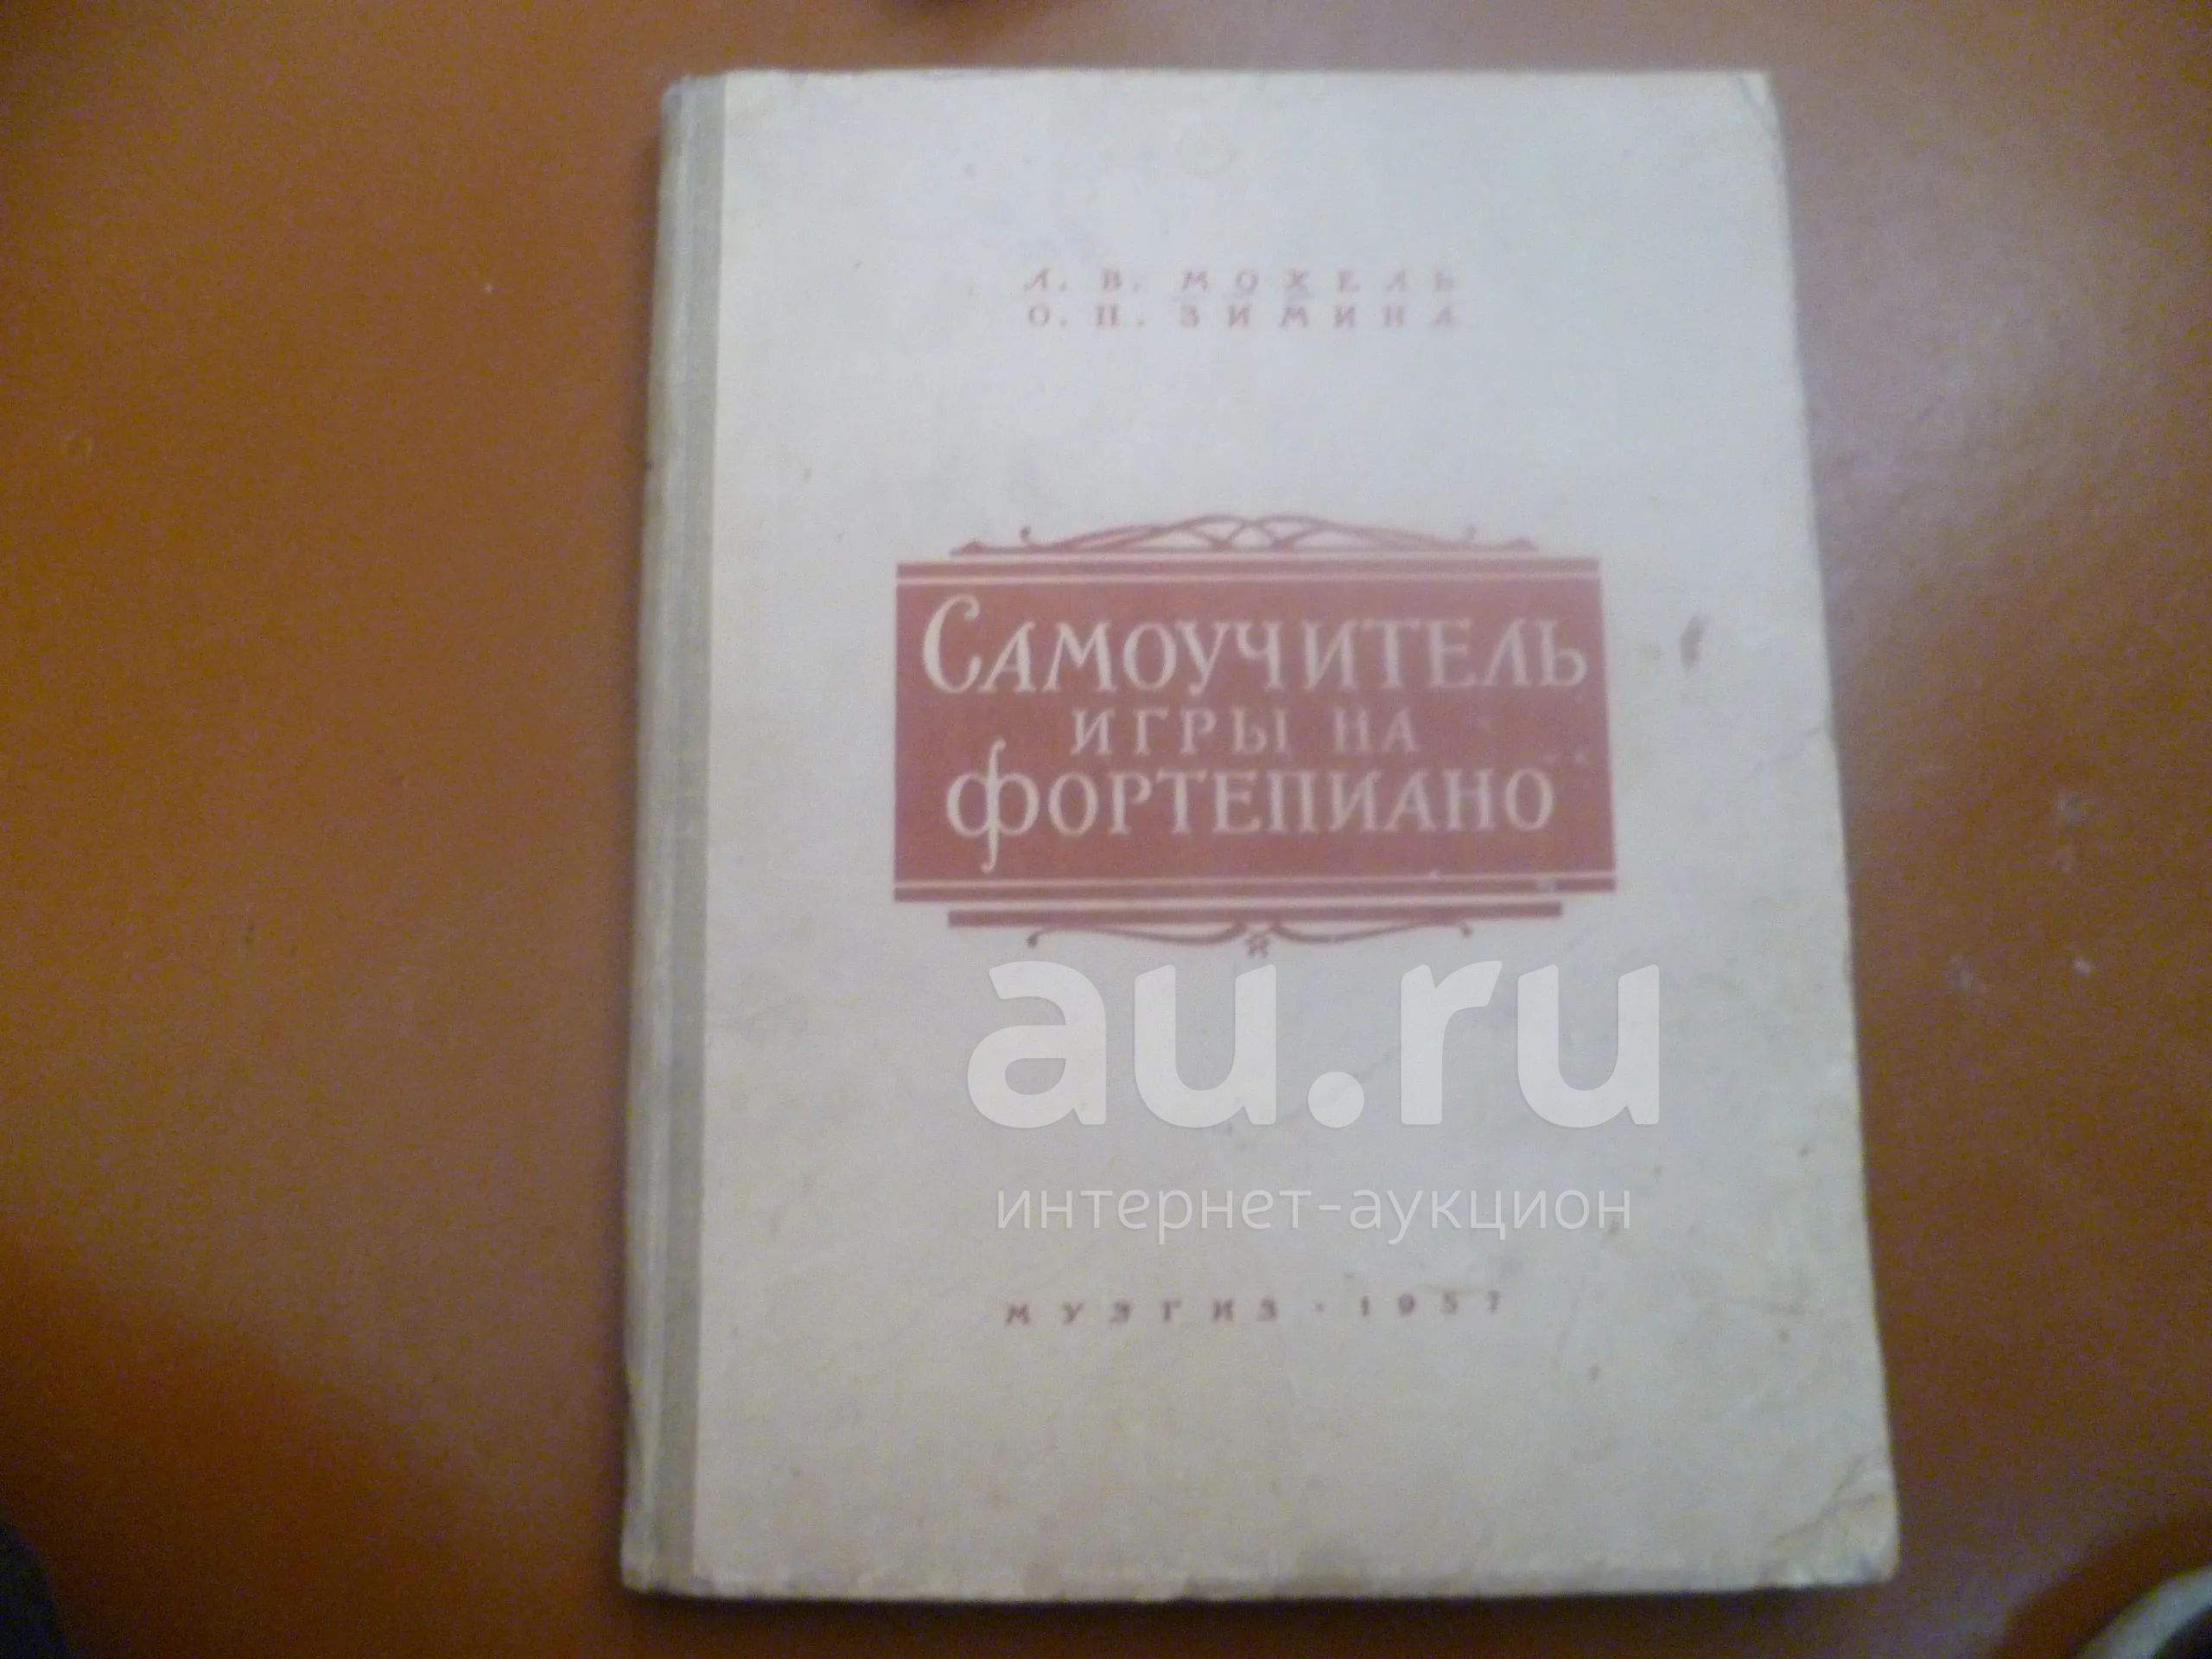 Л. В. МОХЕЛЬ
О. П. ЗИМИНА
САМОУЧИТЕЛЬ
ИГРЫ НА
ФОРТЕПИАНО
au.ru
интернет-аукцион
МУЗГИЗ · 1957